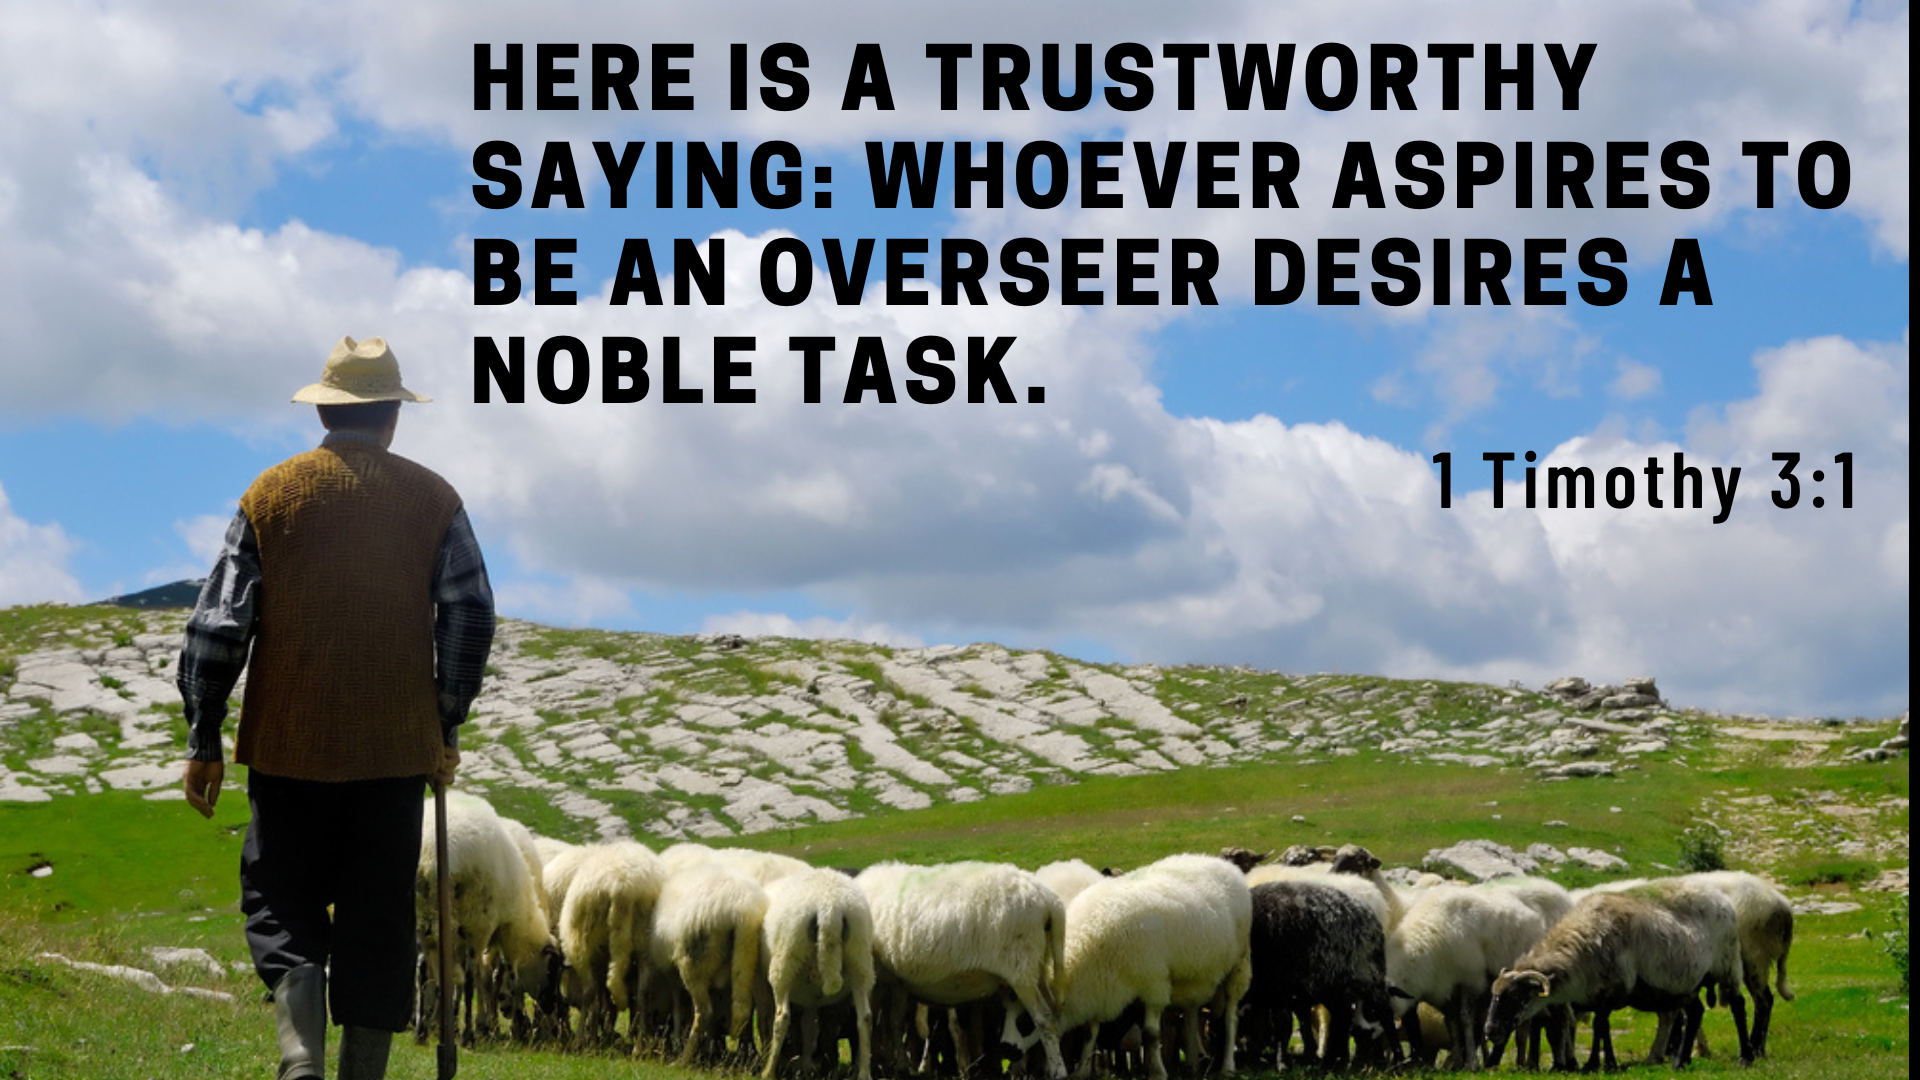 HERE IS A TRUSTWORTHY
SAYING: WHOEVER ASPIRES TO
BE AN OVERSEER DESIRES A
NOBLE TASK.
1 Timothy 3:1